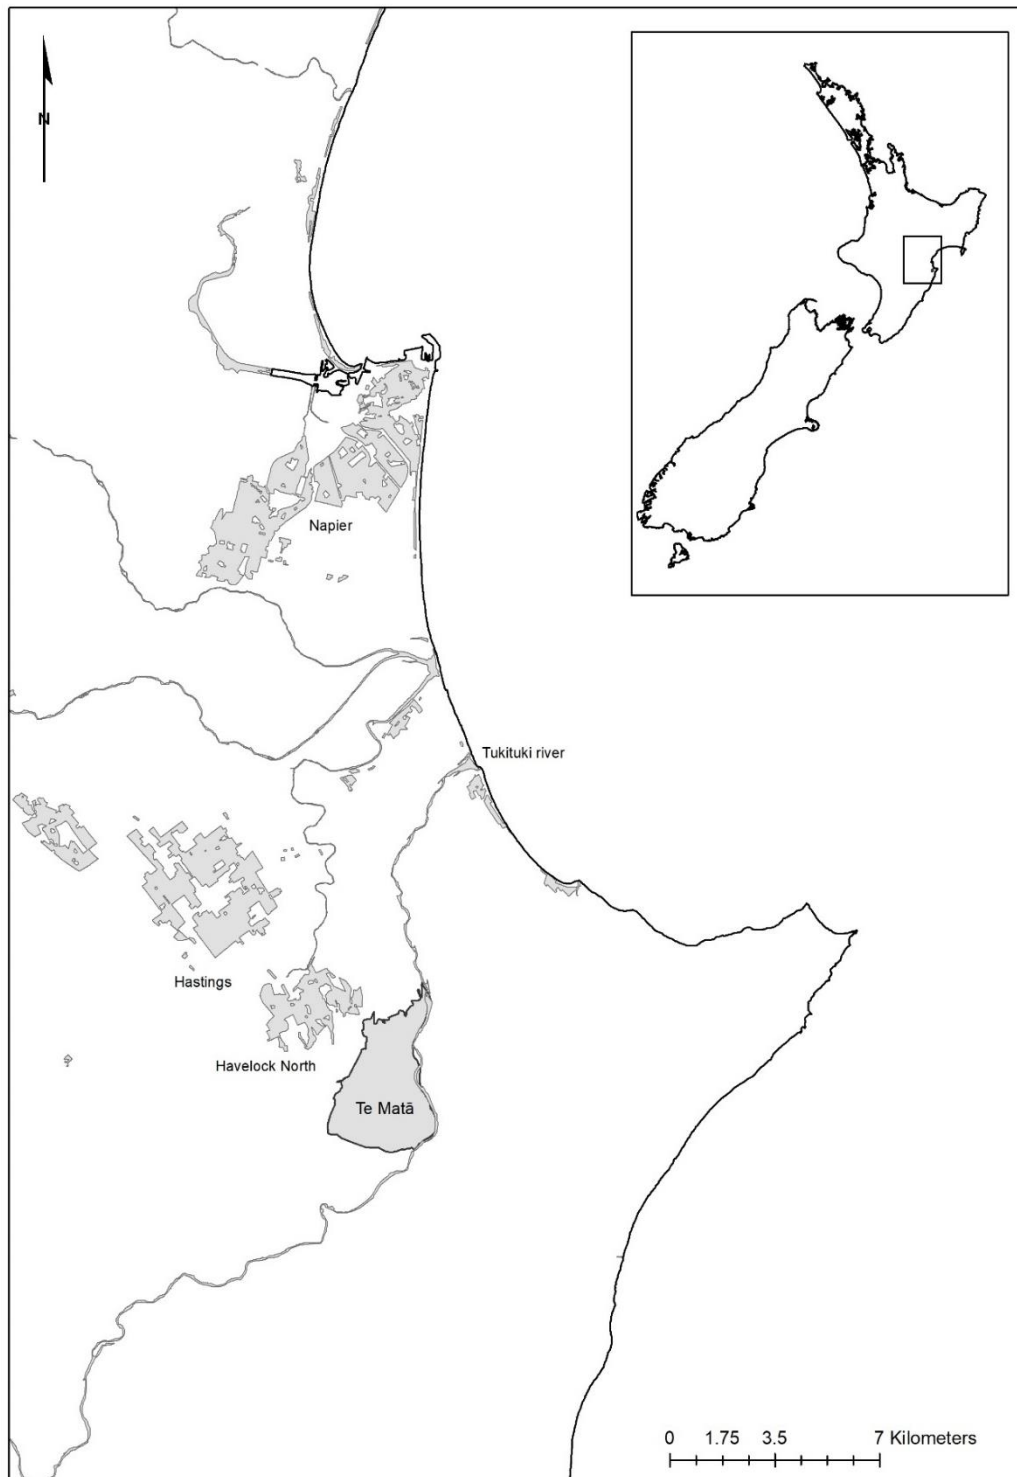 N
Napier
Tukituki river
Hastings
Havelock North
Te Matā
0 1.75 3.5 7 Kilometers